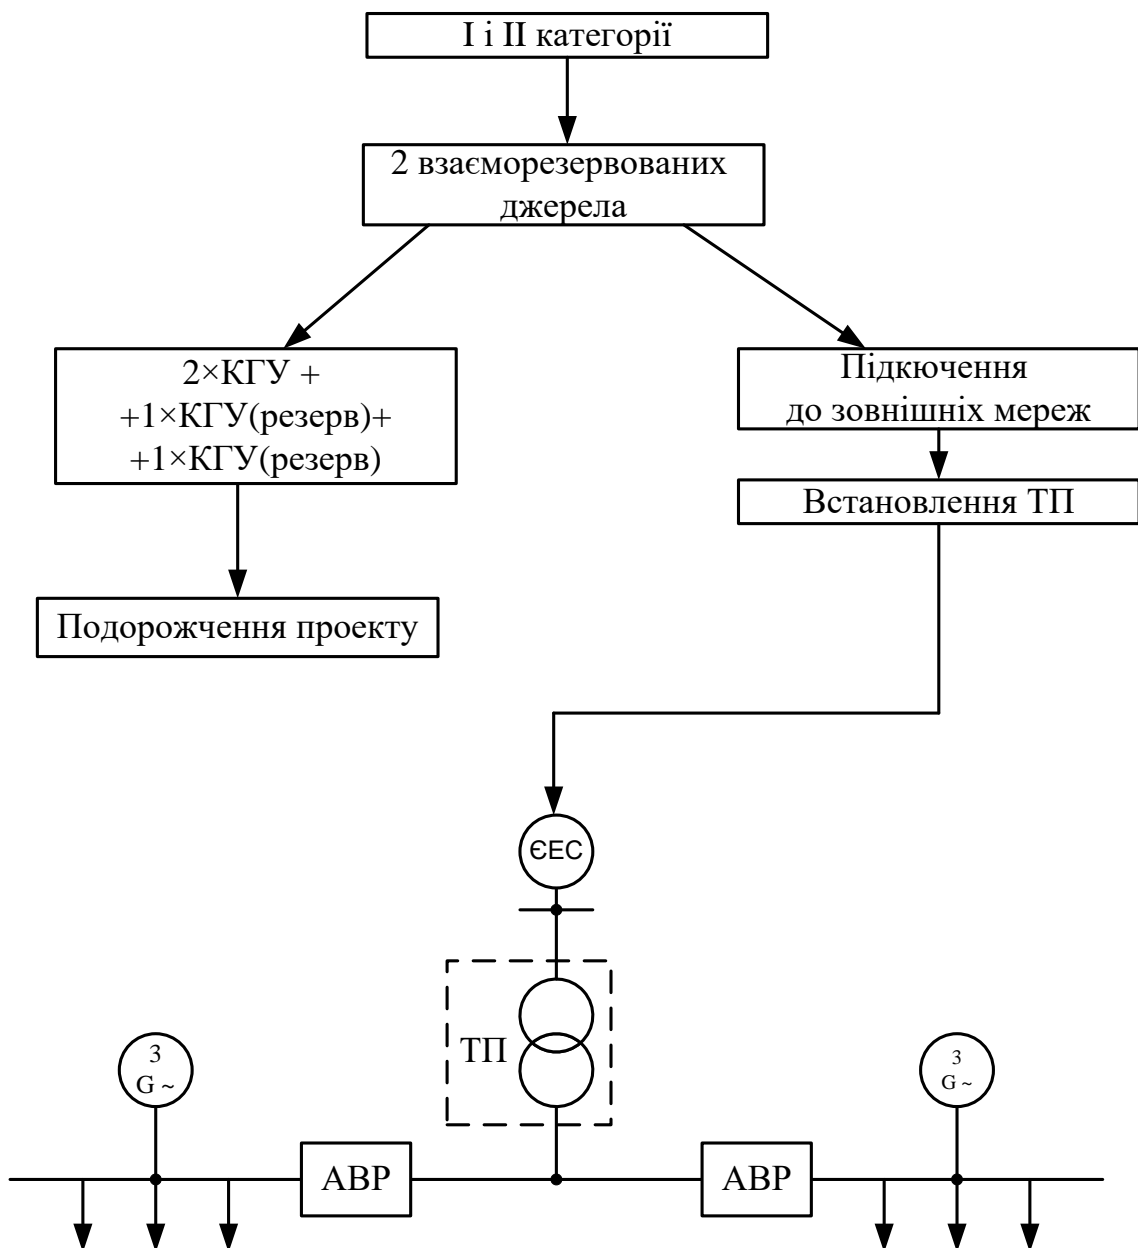 І і ІІ категорії
2 взаєморезервованих
джерела
2×КГУ +
+1×КГУ(резерв)+
+1×КГУ(резерв)
Підкючення
до зовнішніх мереж
Встановлення ТП
Подорожчення проекту
ЄЕС
ТП
3
G ~
3
G ~
АВР
АВР